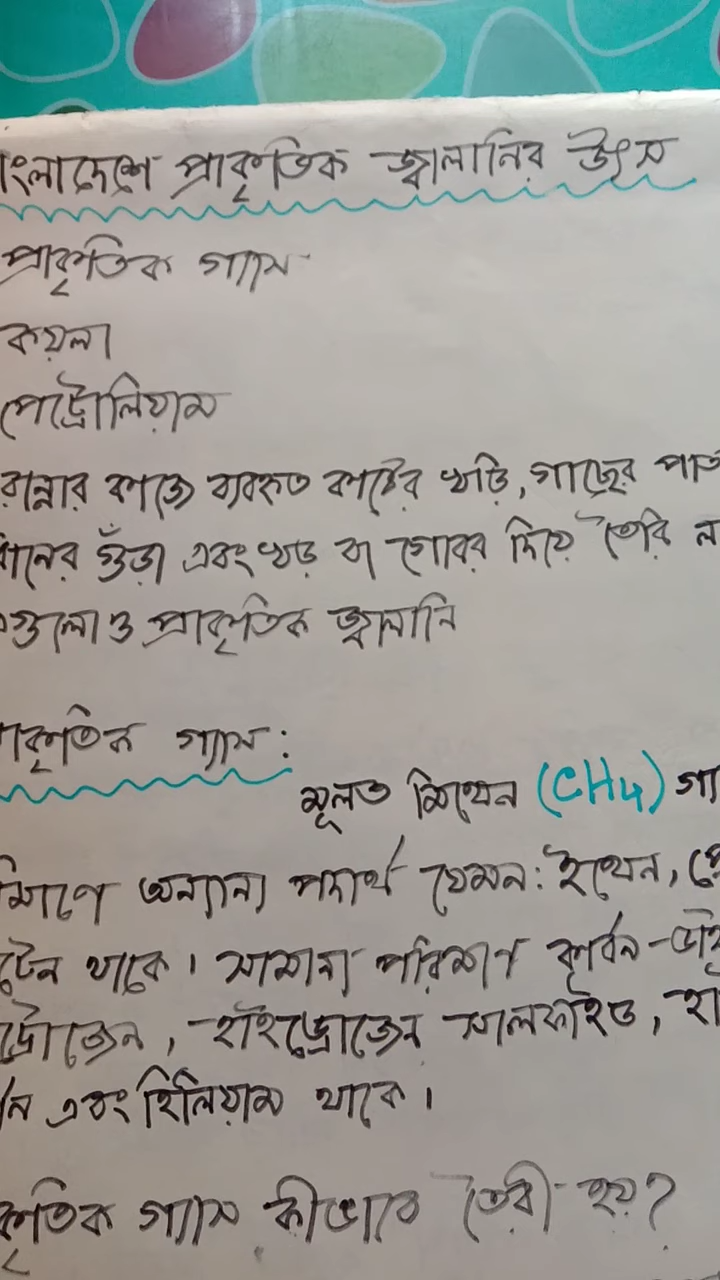 বাংলাদেশে প্রাকৃতিক জ্বালানির উৎস
প্রাকৃতিক গ্যাস
কয়লা
পেট্রোলিয়াম
রান্নার কাজে ব্যবহৃত কাঠের খড়ি, গাছের পাত
ানের গুঁড়া এবং খড় বা গোবর দিয়ে তৈরি ল
গুলোও প্রাকৃতিক জ্বালানি
াকৃতিক গ্যাস:
মূলত মিথেন (CH4) গ্য
মিাণে অন্যান্য পদার্থ যেমন: ইথেন, প্রে
টেন থাকে। সামান্য পরিমাণ কার্বন-ডাই
ট্রোজেন, হাইড্রোজেন সালফাইড, হা
ন এবং হিলিয়াম থাকে।
কৃতিক গ্যাস কীভাবে তৈরী হয়?